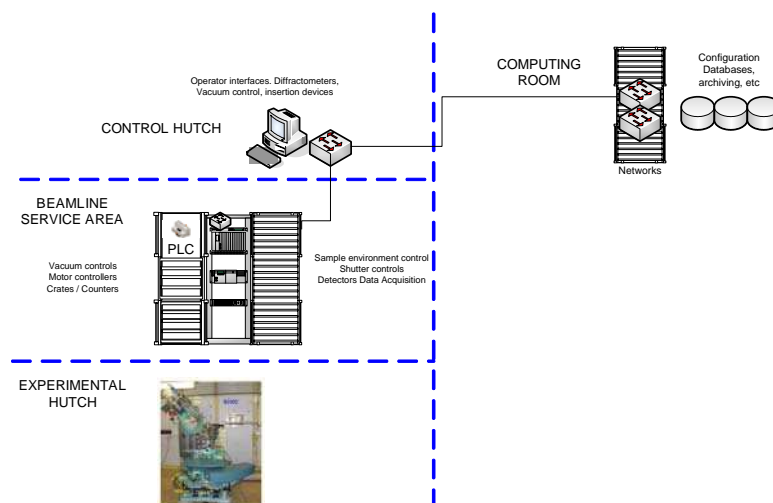 COMPUTING
ROOM
Configuration
Databases,
archiving, etc
Operator interfaces. Diffractometers,
Vacuum control, insertion devices
CONTROL HUTCH
Networks
BEAMLINE
SERVICE AREA
PLC
Vacuum controls
Motor controllers
Crates / Counters
Sample environment control
Shutter controls
Detectors Data Acquisition
EXPERIMENTAL
HUTCH